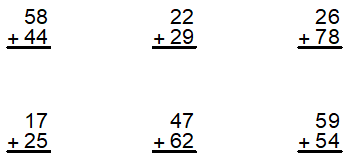 58 22 26
+ 44 + 29 + 78
17 47 59
+ 25 + 62 + 54